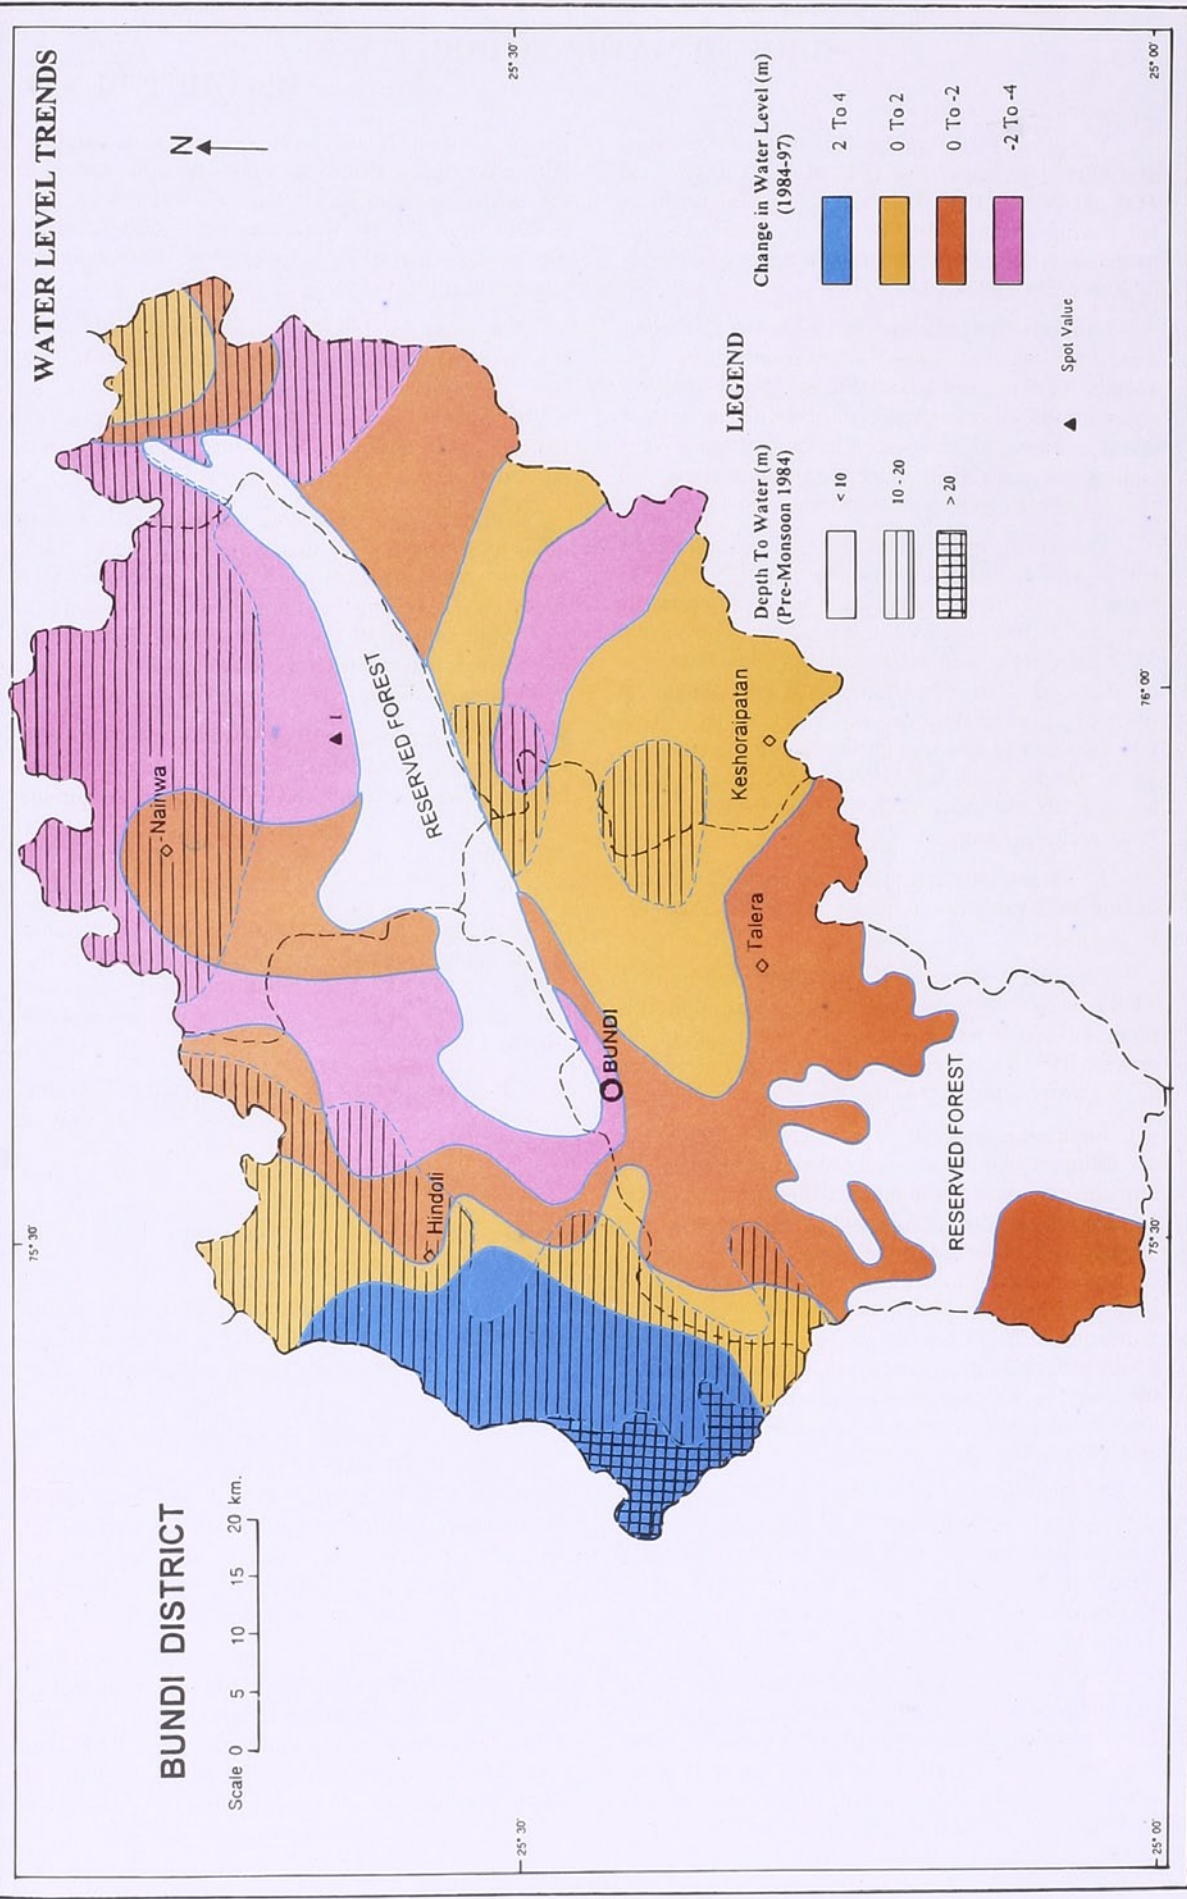 BUNDI DISTRICT
WATER LEVEL TRENDS
Scale 0 5 10 15 20 km.
N
75° 30'
76° 00'
25° 30'
25° 30'
25° 00'
25° 00'
75° 30'
Nainwa
1
RESERVED FOREST
Hindoli
BUNDI
Keshoraipatan
Talera
RESERVED FOREST
LEGEND
Depth To Water (m)
(Pre-Monsoon 1984)
< 10
10 - 20
> 20
Change in Water Level (m)
(1984-97)
2 To 4
0 To 2
0 To -2
-2 To -4
Spot Value